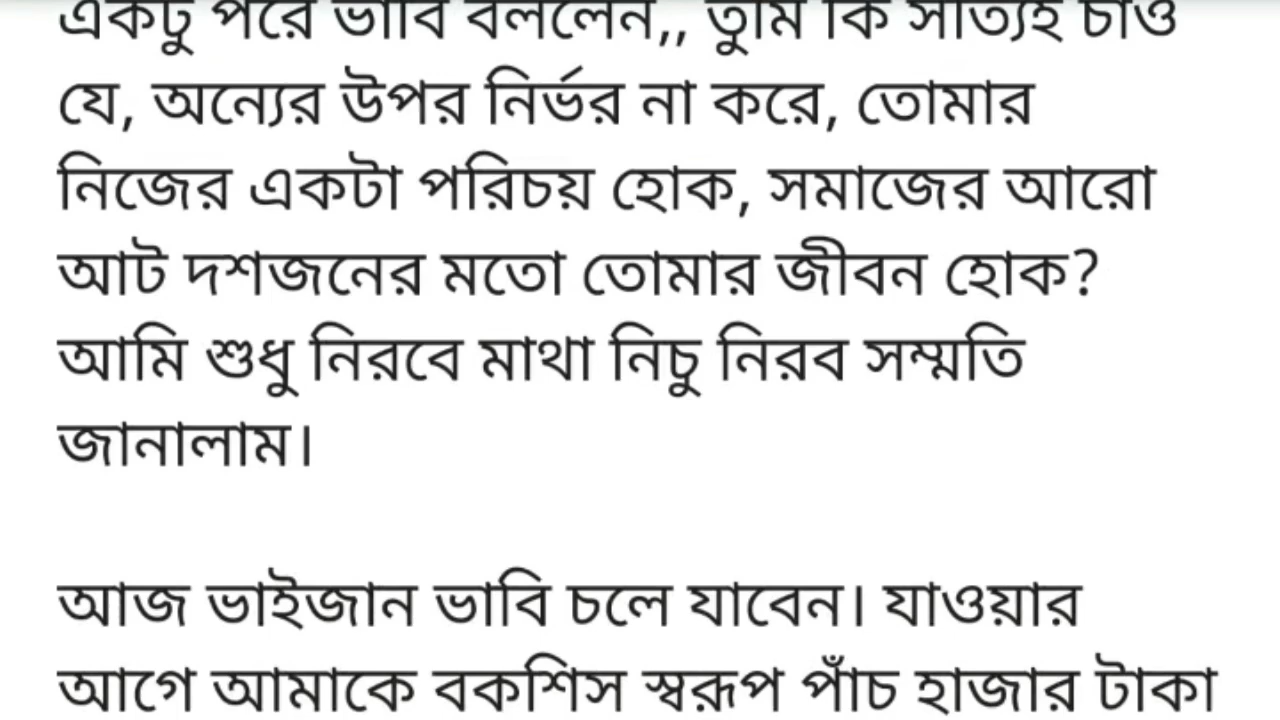 একটু পরে ভাবি বললেন,, তুমি কি সত্যিই চাও
যে, অন্যের উপর নির্ভর না করে, তোমার
নিজের একটা পরিচয় হোক, সমাজের আরো
আট দশজনের মতো তোমার জীবন হোক?
আমি শুধু নিরবে মাথা নিচু নিরব সম্মতি
জানালাম।
আজ ভাইজান ভাবি চলে যাবেন। যাওয়ার
আগে আমাকে বকশিস স্বরূপ পাঁচ হাজার টাকা